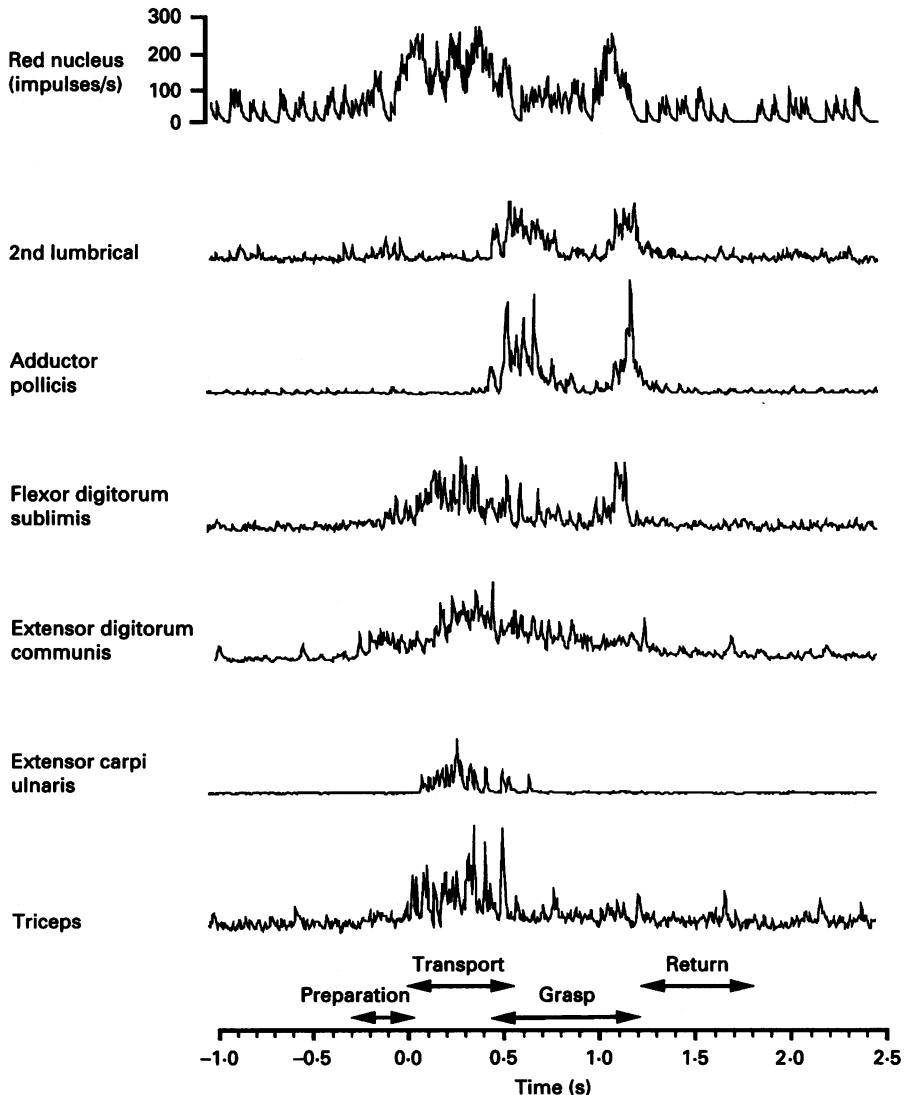 300
Red nucleus
(impulses/s)
200
100
0
2nd lumbrical
Adductor
pollicis
Flexor digitorum
sublimis
Extensor digitorum
communis
Extensor carpi
ulnaris
Triceps
Transport
Return
Preparation
Grasp
−1·0 −0·5 0·0 0·5 1·0 1·5 2·0 2·5
Time (s)